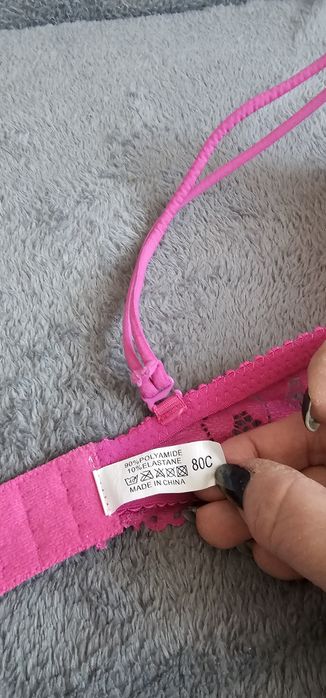 90% POLYAMIDE
10% ELASTANE
80C
MADE IN CHINA